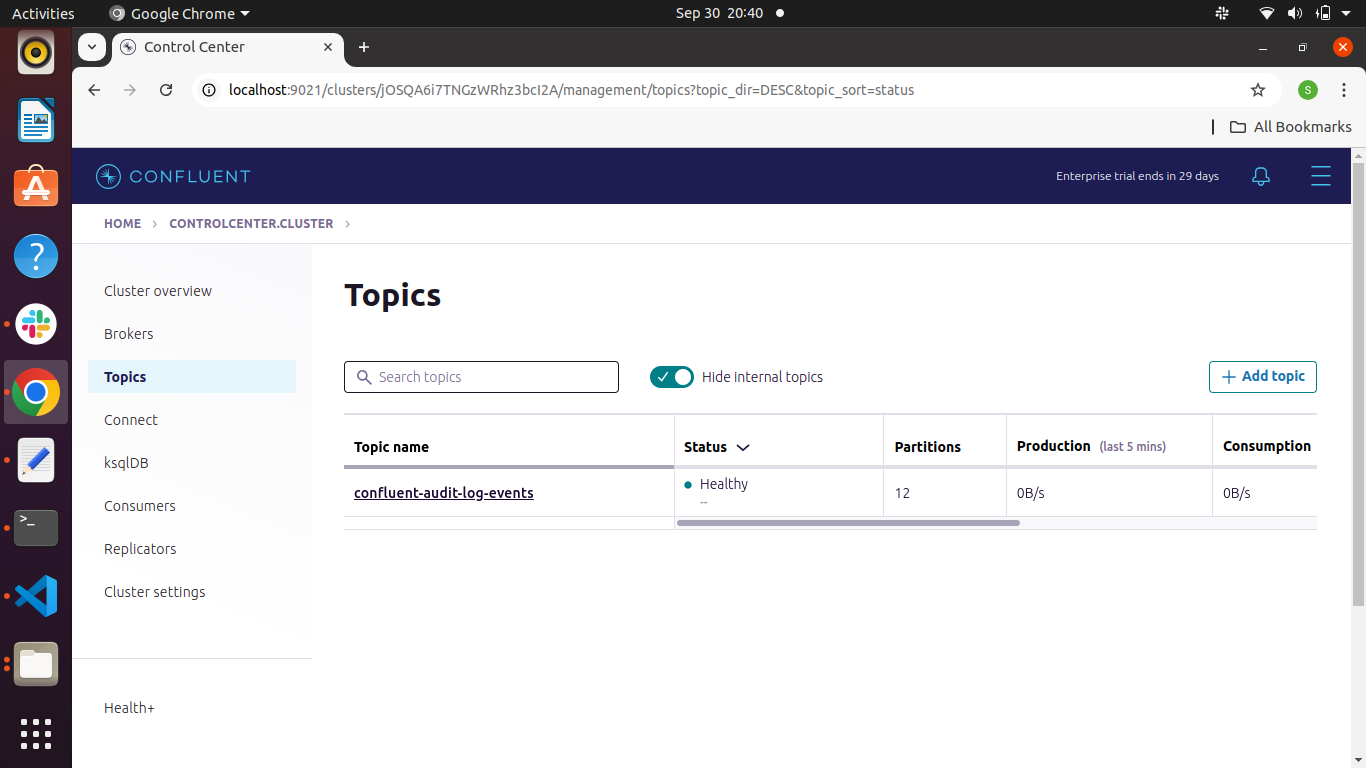 Activities Google Chrome Sep 30 20:40
Control Center
localhost:9021/clusters/jOSQA6i7TNGzWRhz3bcI2A/management/topics?topic_dir=DESC&topic_sort=status S
All Bookmarks
CONFLUENT Enterprise trial ends in 29 days
HOME > CONTROLCENTER.CLUSTER >
Cluster overview
Brokers
Topics
Connect
ksqlDB
Consumers
Replicators
Cluster settings
Health+
Topics
Search topics Hide internal topics + Add topic
Topic name Status Partitions Production (last 5 mins) Consumption
confluent-audit-log-events Healthy 12 0B/s 0B/s
--